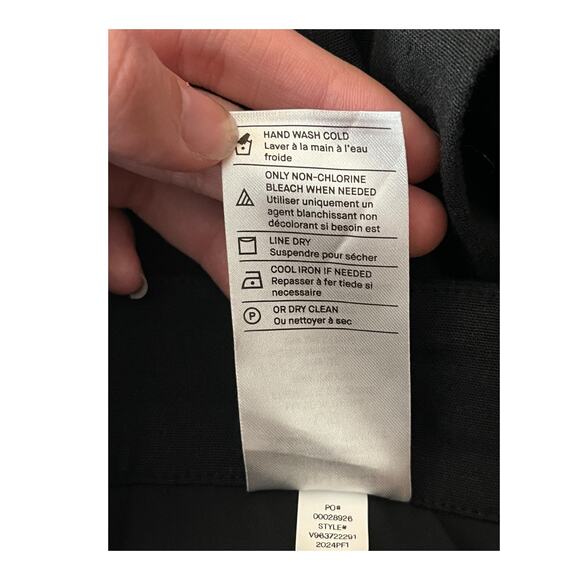 HAND WASH COLD
Laver à la main à l'eau
froide
ONLY NON-CHLORINE
BLEACH WHEN NEEDED
Utiliser uniquement un
agent blanchissant non
décolorant si besoin est
LINE DRY
Suspendre pour sécher
COOL IRON IF NEEDED
Repasser à fer tiede si
necessaire
P
OR DRY CLEAN
Ou nettoyer à sec
PO#
00028926
STYLE#
V963722291
2024PF1